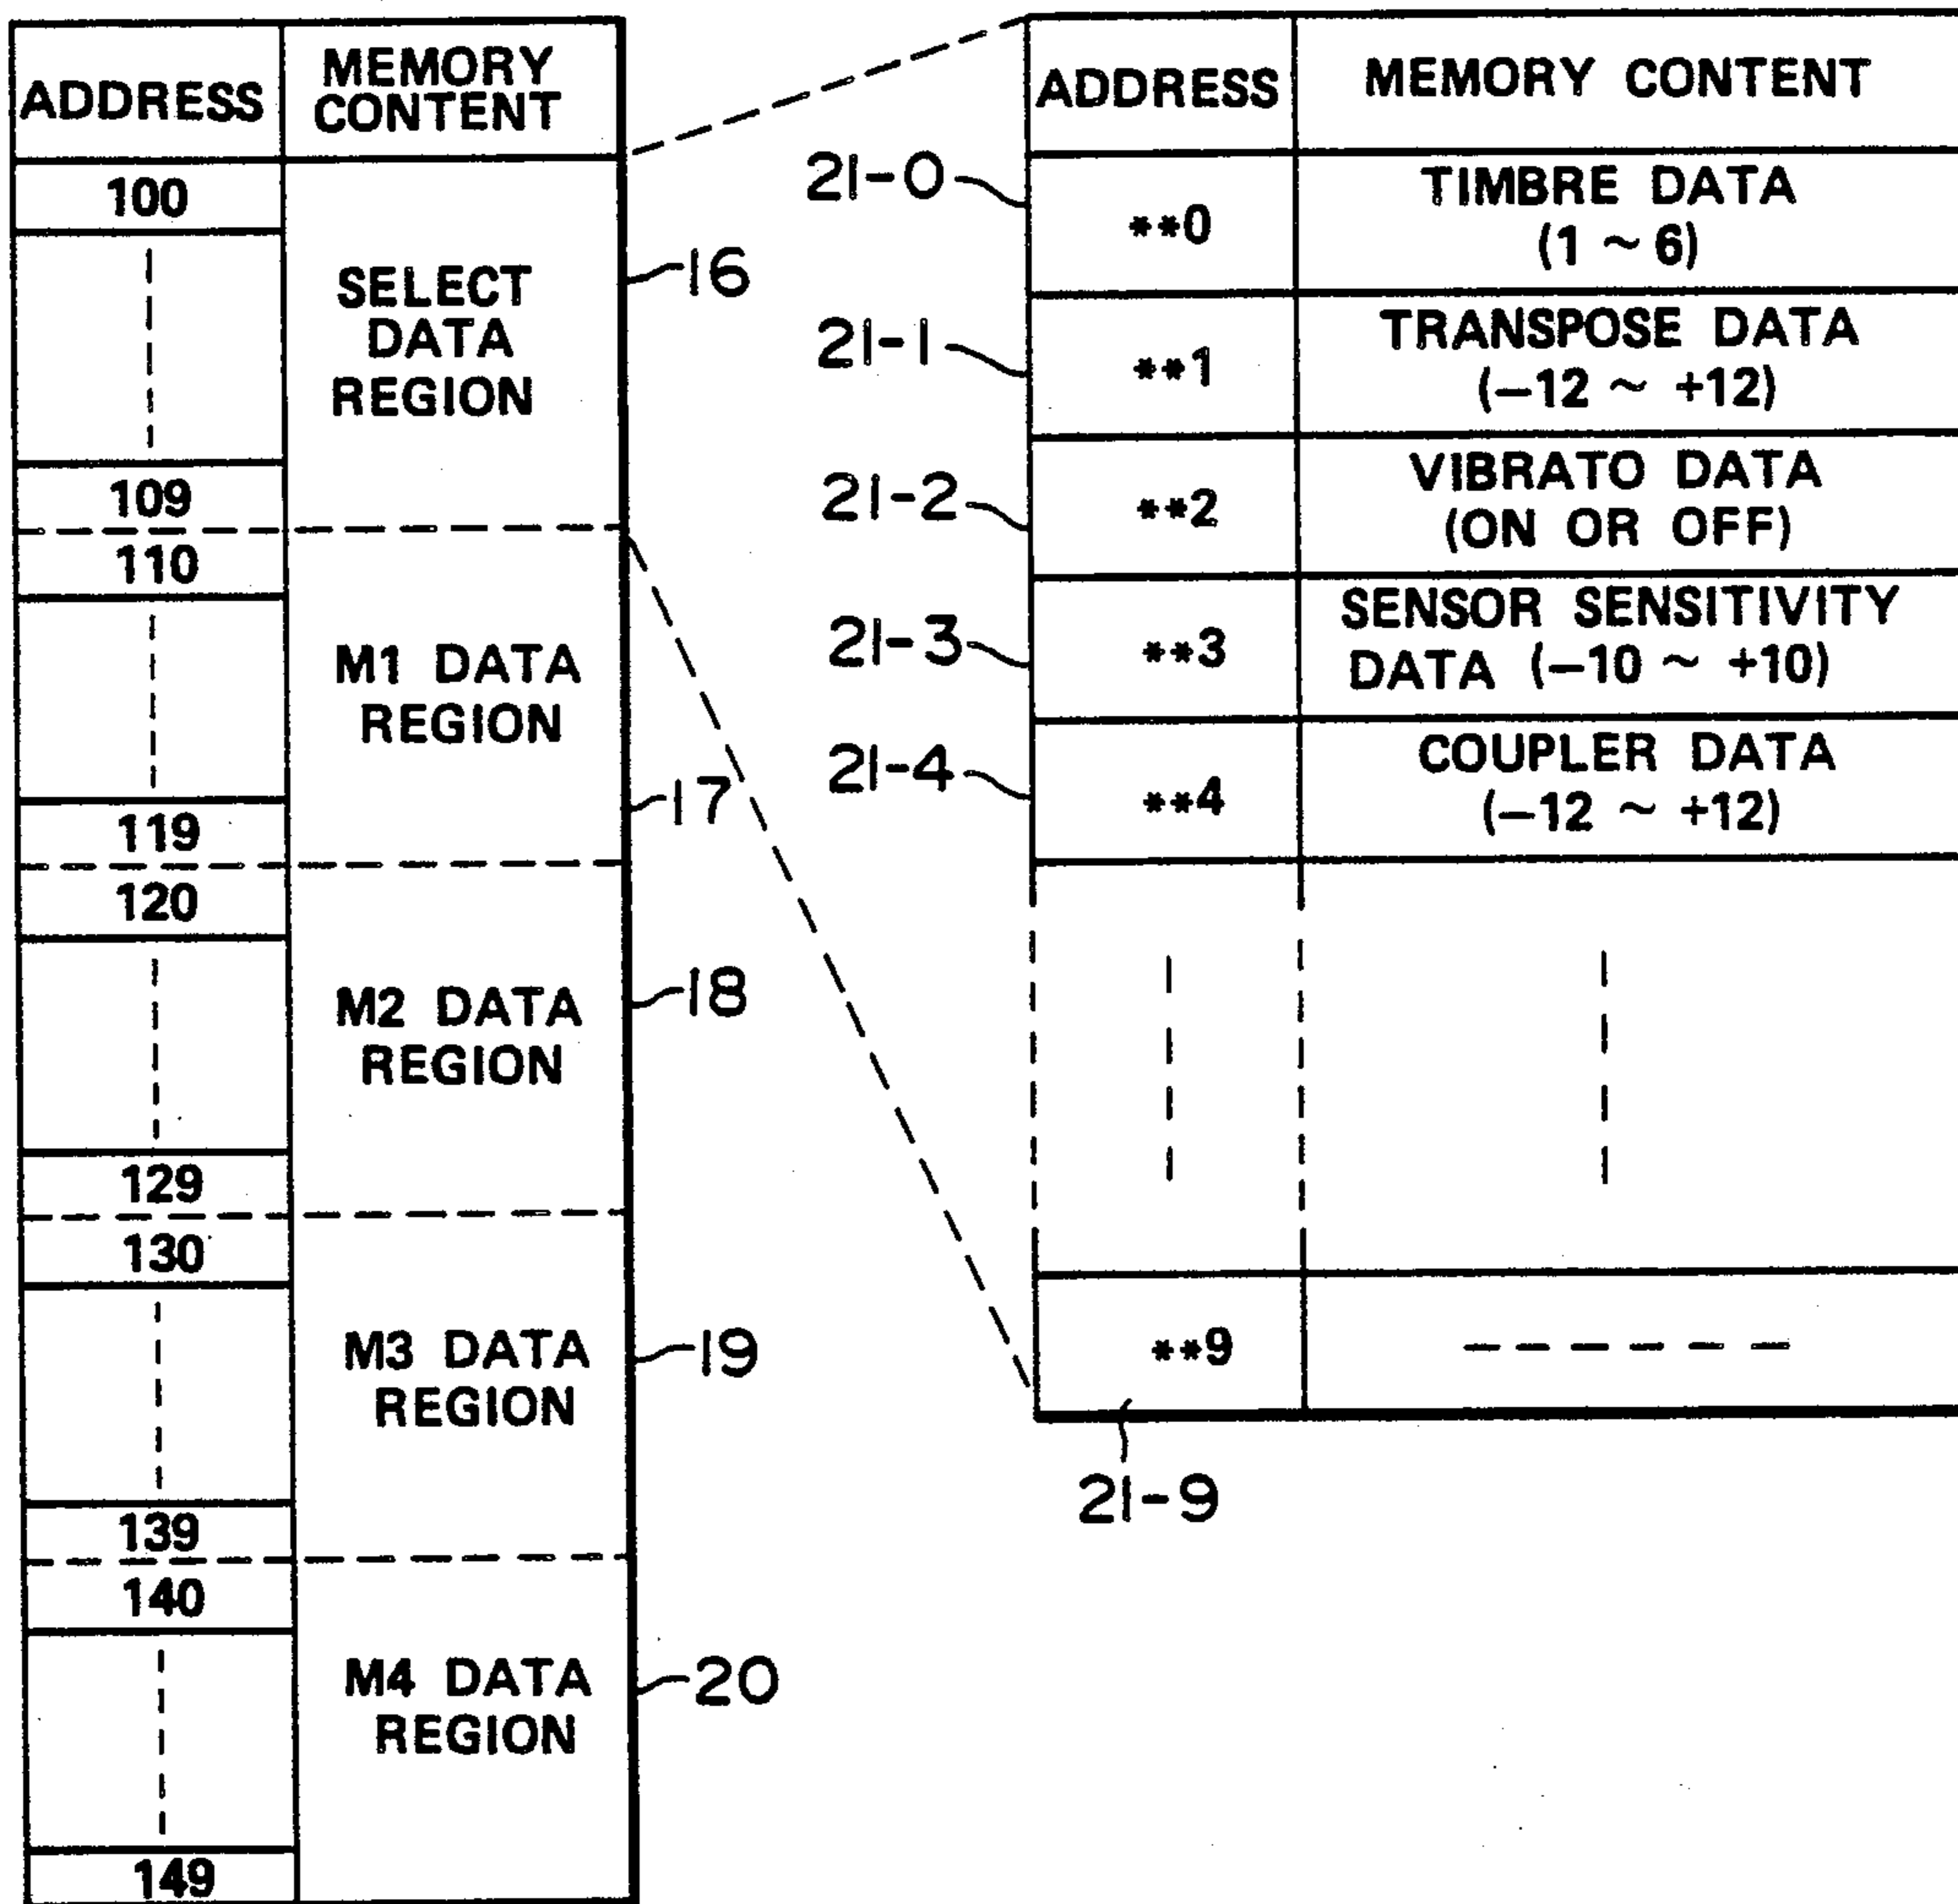 ADDRESS
MEMORY
CONTENT
100
SELECT
DATA
REGION
16
109
110
M1 DATA
REGION
17
119
120
M2 DATA
REGION
18
129
130
M3 DATA
REGION
19
139
140
M4 DATA
REGION
20
149
ADDRESS
MEMORY CONTENT
21-0
**0
TIMBRE DATA
(1 ~ 6)
21-1
**1
TRANSPOSE DATA
(−12 ~ +12)
21-2
**2
VIBRATO DATA
(ON OR OFF)
21-3
**3
SENSOR SENSITIVITY
DATA (−10 ~ +10)
21-4
**4
COUPLER DATA
(−12 ~ +12)
**9
21-9